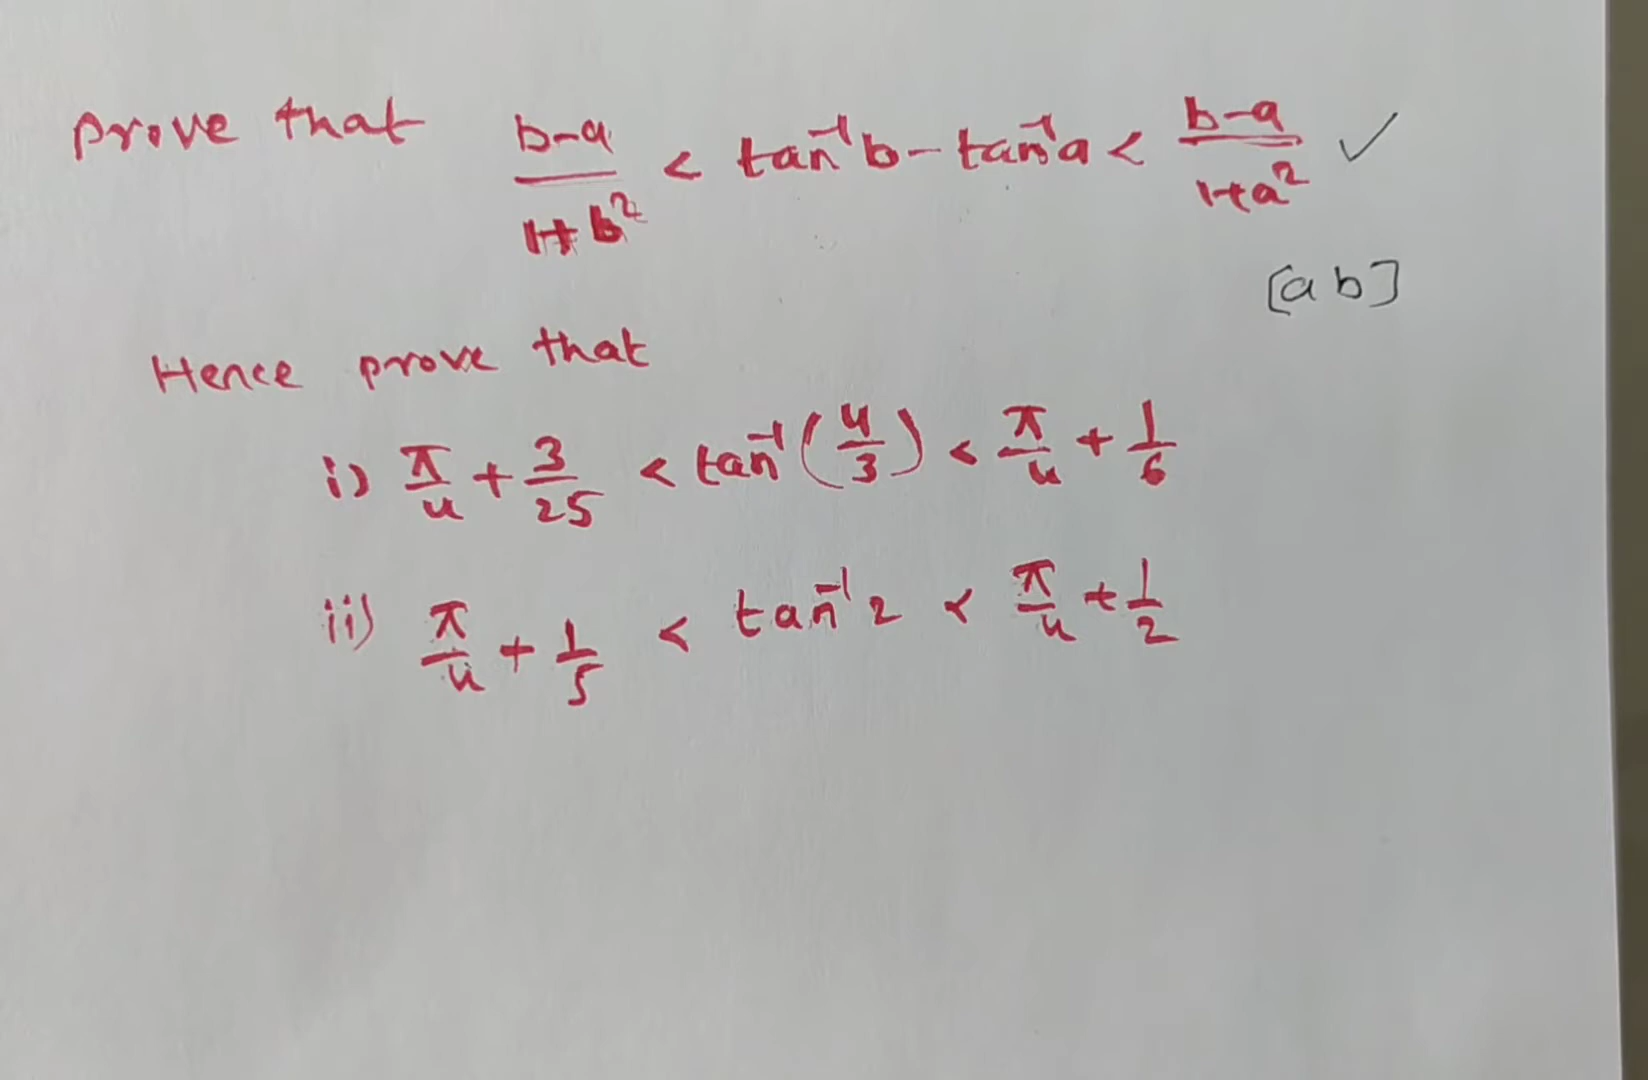 prove that b-a/1+b² < tan⁻¹b - tan⁻¹a < b-a/1+a² ✓
[a b]
Hence prove that
i) π/4 + 3/25 < tan⁻¹(4/3) < π/4 + 1/6
ii) π/4 + 1/5 < tan⁻¹2 < π/4 + 1/2